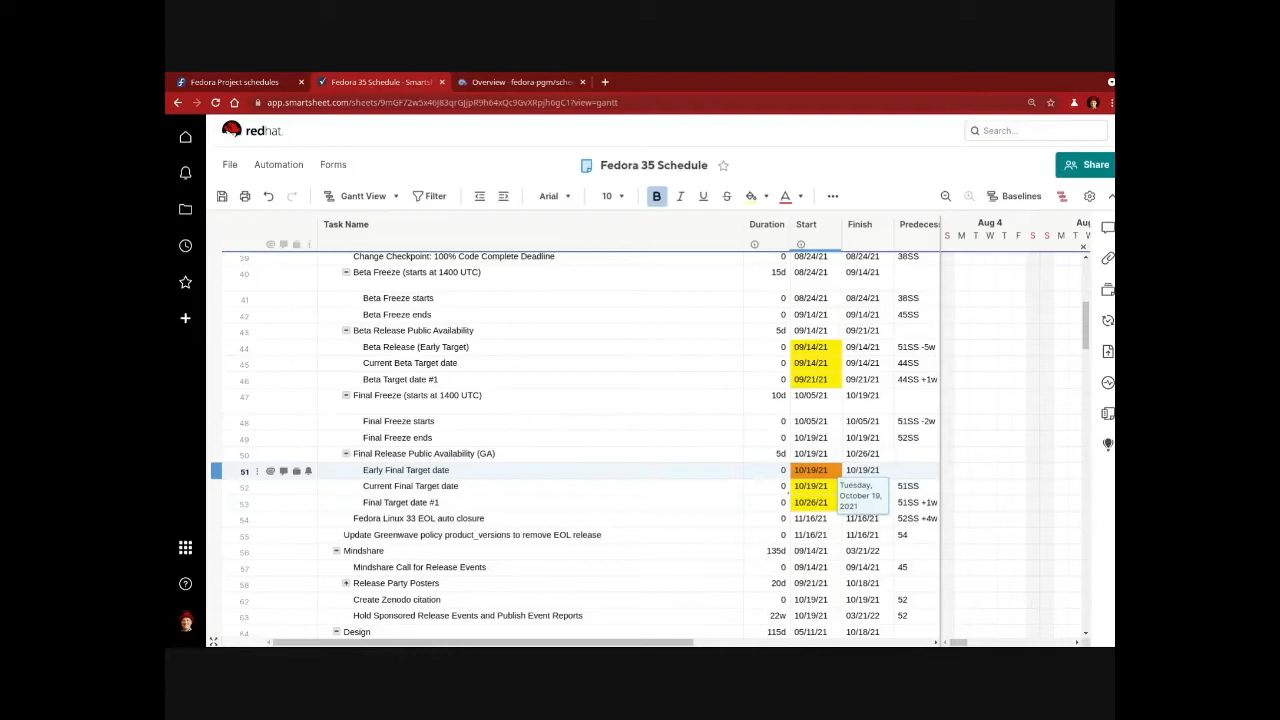 Fedora Project schedules
Fedora 35 Schedule - Smarts
Overview - fedora-pgm/sche
app.smartsheet.com/sheets/9mGF72w5x46J83qrGJjpR9h64xQc9GvXRpjh6gC1?view=gantt
redhat.
Search...
File Automation Forms
Fedora 35 Schedule
Share
Gantt View Filter Arial 10 B I U S A ... Baselines
Task Name Duration Start Finish Predeces Aug 4 Aug
S M T W T F S S M T W
39 Change Checkpoint: 100% Code Complete Deadline 0 08/24/21 08/24/21 38SS
40 Beta Freeze (starts at 1400 UTC) 15d 08/24/21 09/14/21
41 Beta Freeze starts 0 08/24/21 08/24/21 38SS
42 Beta Freeze ends 0 09/14/21 09/14/21 45SS
43 Beta Release Public Availability 5d 09/14/21 09/21/21
44 Beta Release (Early Target) 0 09/14/21 09/14/21 51SS -5w
45 Current Beta Target date 0 09/14/21 09/14/21 44SS
46 Beta Target date #1 0 09/21/21 09/21/21 44SS +1w
47 Final Freeze (starts at 1400 UTC) 10d 10/05/21 10/19/21
48 Final Freeze starts 0 10/05/21 10/05/21 51SS -2w
49 Final Freeze ends 0 10/19/21 10/19/21 52SS
50 Final Release Public Availability (GA) 5d 10/19/21 10/26/21
51 Early Final Target date 0 10/19/21 10/19/21
52 Current Final Target date 0 10/19/21 51SS
53 Final Target date #1 0 10/26/21 51SS +1w
Tuesday,
October 19,
2021
54 Fedora Linux 33 EOL auto closure 0 11/16/21 11/16/21 52SS +4w
55 Update Greenwave policy product_versions to remove EOL release 0 11/16/21 11/16/21 54
56 Mindshare 135d 09/14/21 03/21/22
57 Mindshare Call for Release Events 0 09/14/21 09/14/21 45
58 Release Party Posters 20d 09/21/21 10/18/21
62 Create Zenodo citation 0 10/19/21 10/19/21 52
63 Hold Sponsored Release Events and Publish Event Reports 22w 10/19/21 03/21/22 52
64 Design 115d 05/11/21 10/18/21